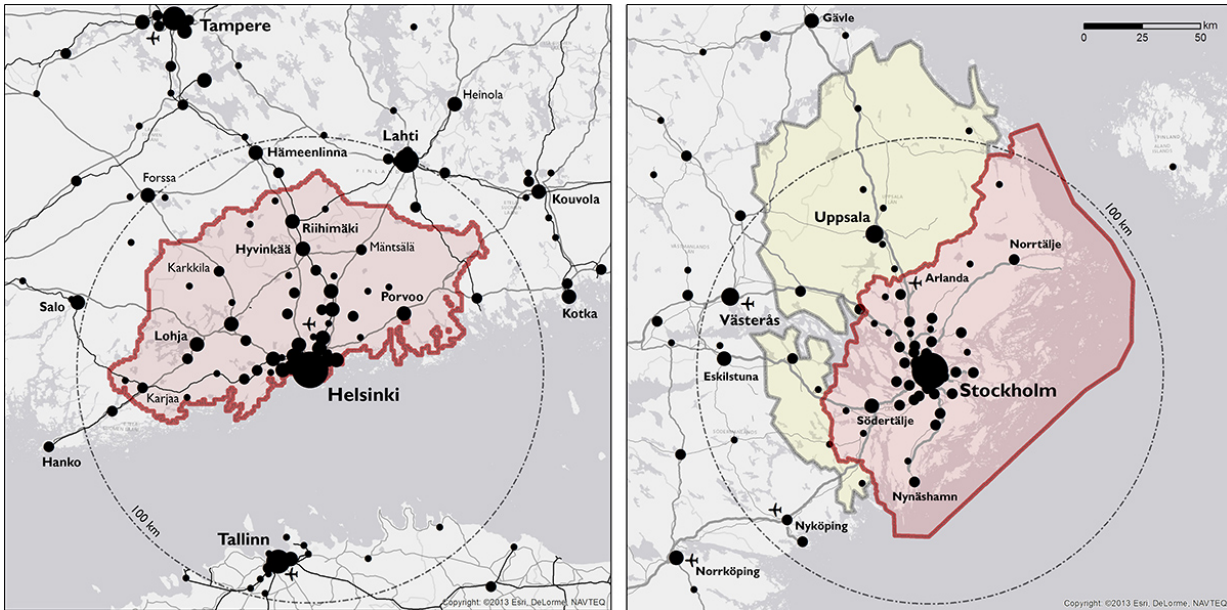 Tampere
Heinola
Lahti
Hämeenlinna
Forssa
Kouvola
Riihimäki
Hyvinkää
Mäntsälä
Karkkila
Salo
Porvoo
Kotka
Lohja
Helsinki
Karjaa
Hanko
100 km
Tallinn
Copyright: ©2013 Esri, DeLorme, NAVTEQ
Gävle
0 25 50
KM
100 km
Uppsala
Norrtälje
Arlanda
Västerås
Eskilstuna
Stockholm
Södertälje
Nynäshamn
Nyköping
Norrköping
Copyright: ©2013 Esri, DeLorme, NAVTEQ